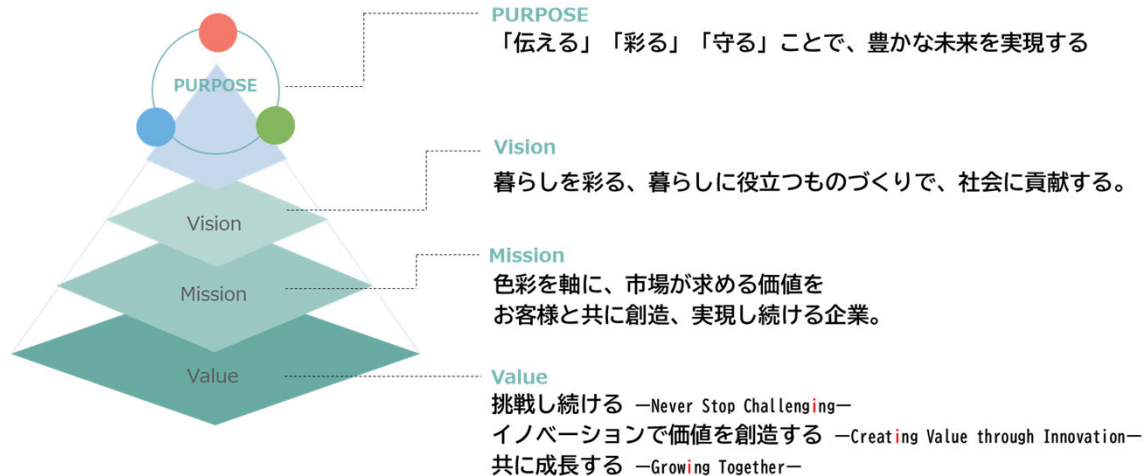 PURPOSE
PURPOSE
「伝える」「彩る」「守る」ことで、豊かな未来を実現する
Vision
Vision
暮らしを彩る、暮らしに役立つものづくりで、社会に貢献する。
Mission
Mission
色彩を軸に、市場が求める価値を
お客様と共に創造、実現し続ける企業。
Value
Value
挑戦し続ける ―Never Stop Challenging―
イノベーションで価値を創造する ―Creating Value through Innovation―
共に成長する ―Growing Together―